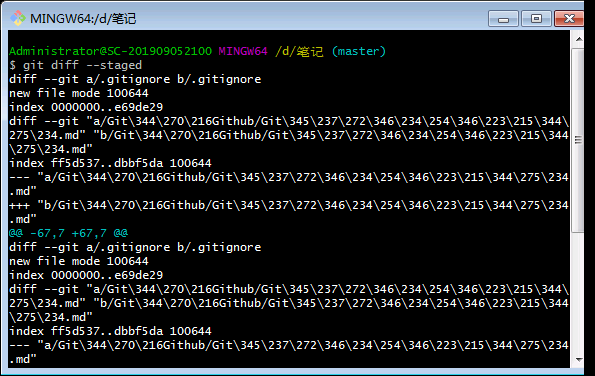 MINGW64:/d/笔记
Administrator@SC-201909052100 MINGW64 /d/笔记 (master)
$ git diff --staged
diff --git a/.gitignore b/.gitignore
new file mode 100644
index 0000000..e69de29
diff --git "a/Git\344\270\216Github/Git\345\237\272\346\234\254\346\223\215\344\
275\234.md" "b/Git\344\270\216Github/Git\345\237\272\346\234\254\346\223\215\344
\275\234.md"
index ff5d537..dbbf5da 100644
--- "a/Git\344\270\216Github/Git\345\237\272\346\234\254\346\223\215\344\275\234
.md"
+++ "b/Git\344\270\216Github/Git\345\237\272\346\234\254\346\223\215\344\275\234
.md"
@@ -67,7 +67,7 @@
diff --git a/.gitignore b/.gitignore
new file mode 100644
index 0000000..e69de29
diff --git "a/Git\344\270\216Github/Git\345\237\272\346\234\254\346\223\215\344\
275\234.md" "b/Git\344\270\216Github/Git\345\237\272\346\234\254\346\223\215\344
\275\234.md"
index ff5d537..dbbf5da 100644
--- "a/Git\344\270\216Github/Git\345\237\272\346\234\254\346\223\215\344\275\234
.md"